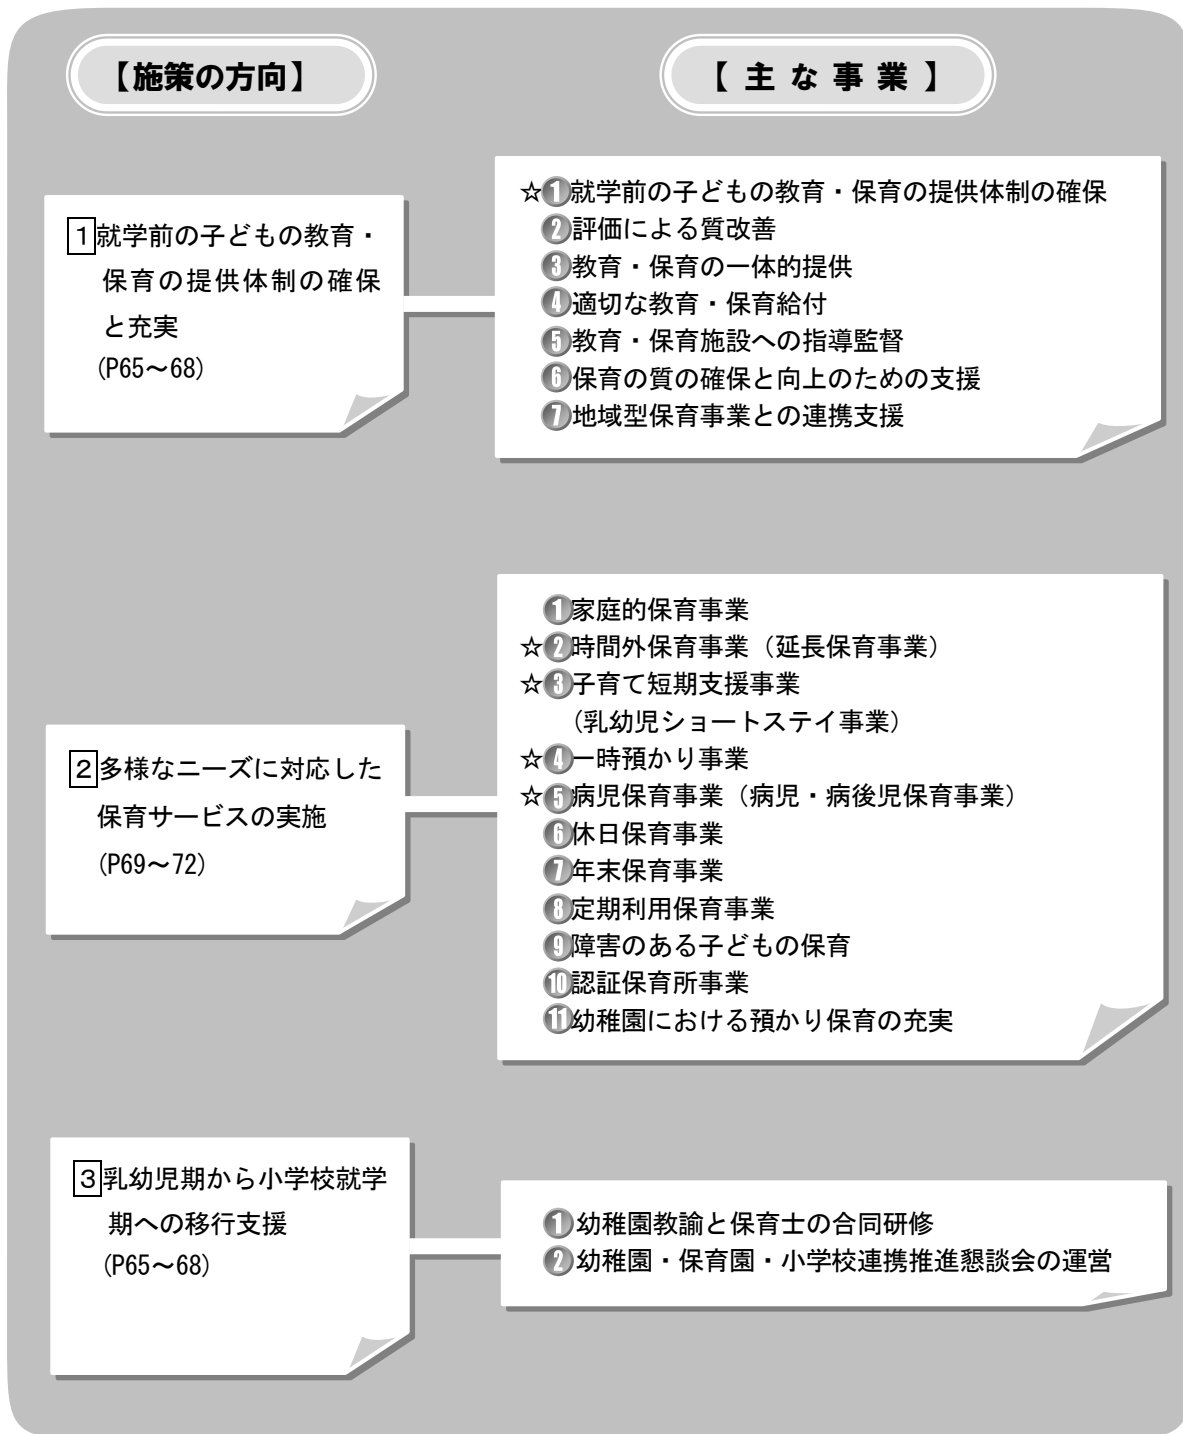 【施策の方向】
【 主 な 事 業 】
1就学前の子どもの教育・
保育の提供体制の確保
と充実
(P65～68)
☆❶就学前の子どもの教育・保育の提供体制の確保
❷評価による質改善
❸教育・保育の一体的提供
❹適切な教育・保育給付
❺教育・保育施設への指導監督
❻保育の質の確保と向上のための支援
❼地域型保育事業との連携支援
2多様なニーズに対応した
保育サービスの実施
(P69～72)
❶家庭的保育事業
☆❷時間外保育事業（延長保育事業）
☆❸子育て短期支援事業
(乳幼児ショートステイ事業)
☆❹一時預かり事業
☆❺病児保育事業（病児・病後児保育事業）
❻休日保育事業
❼年末保育事業
❽定期利用保育事業
❾障害のある子どもの保育
❿認証保育所事業
⓫幼稚園における預かり保育の充実
3乳幼児期から小学校就学
期への移行支援
(P65～68)
❶幼稚園教諭と保育士の合同研修
❷幼稚園・保育園・小学校連携推進懇談会の運営